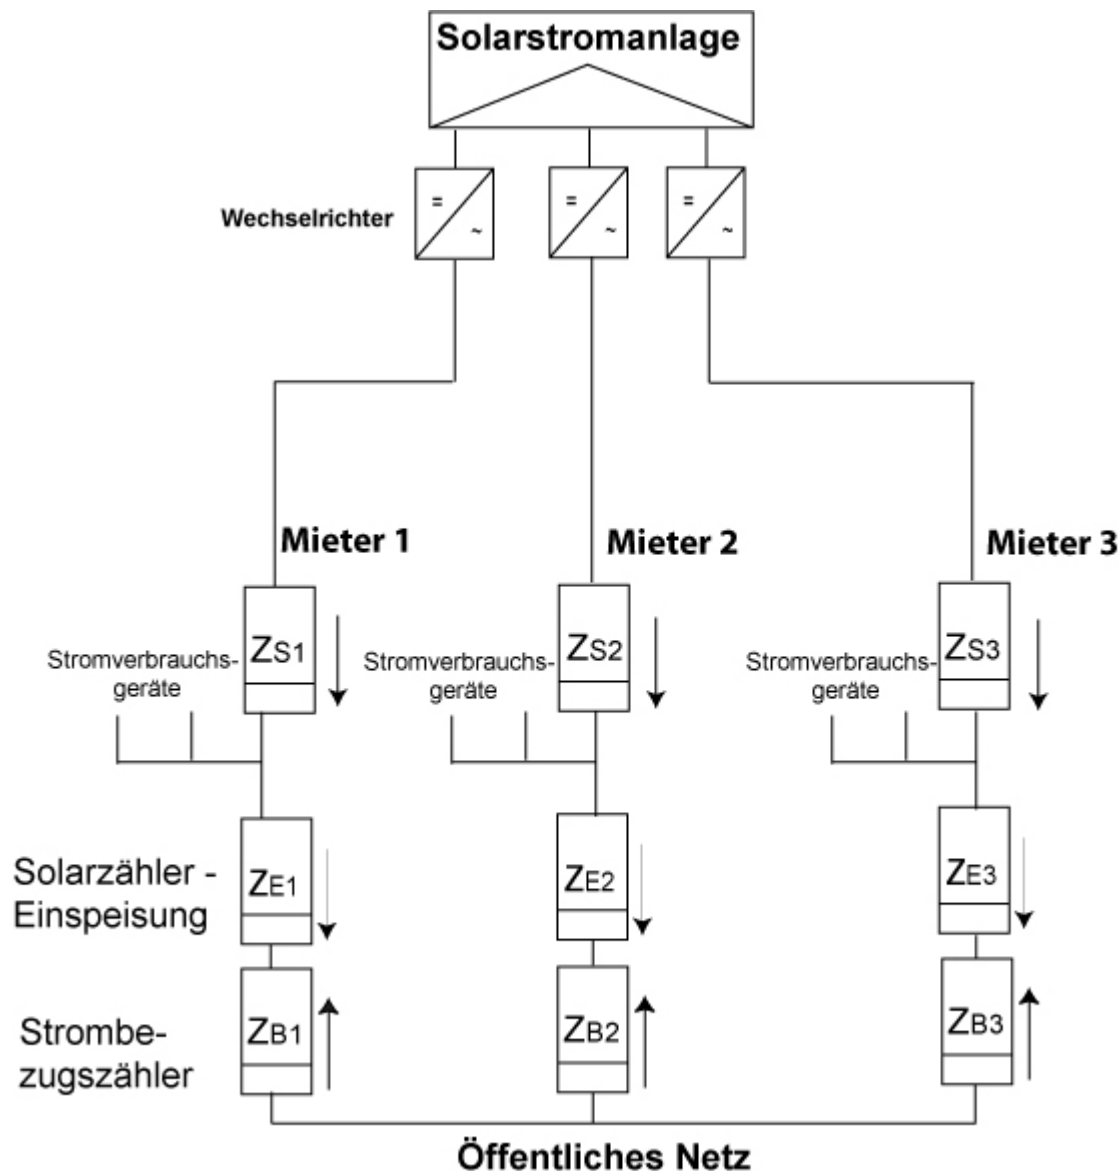 Solarstromanlage
=
~
=
~
=
~
Wechselrichter
Mieter 1
Mieter 2
Mieter 3
ZS1
ZS2
ZS3
Stromverbrauchs-
geräte
Stromverbrauchs-
geräte
Stromverbrauchs-
geräte
Solarzähler -
Einspeisung
ZE1
ZE2
ZE3
Strombe-
zugszähler
ZB1
ZB2
ZB3
Öffentliches Netz